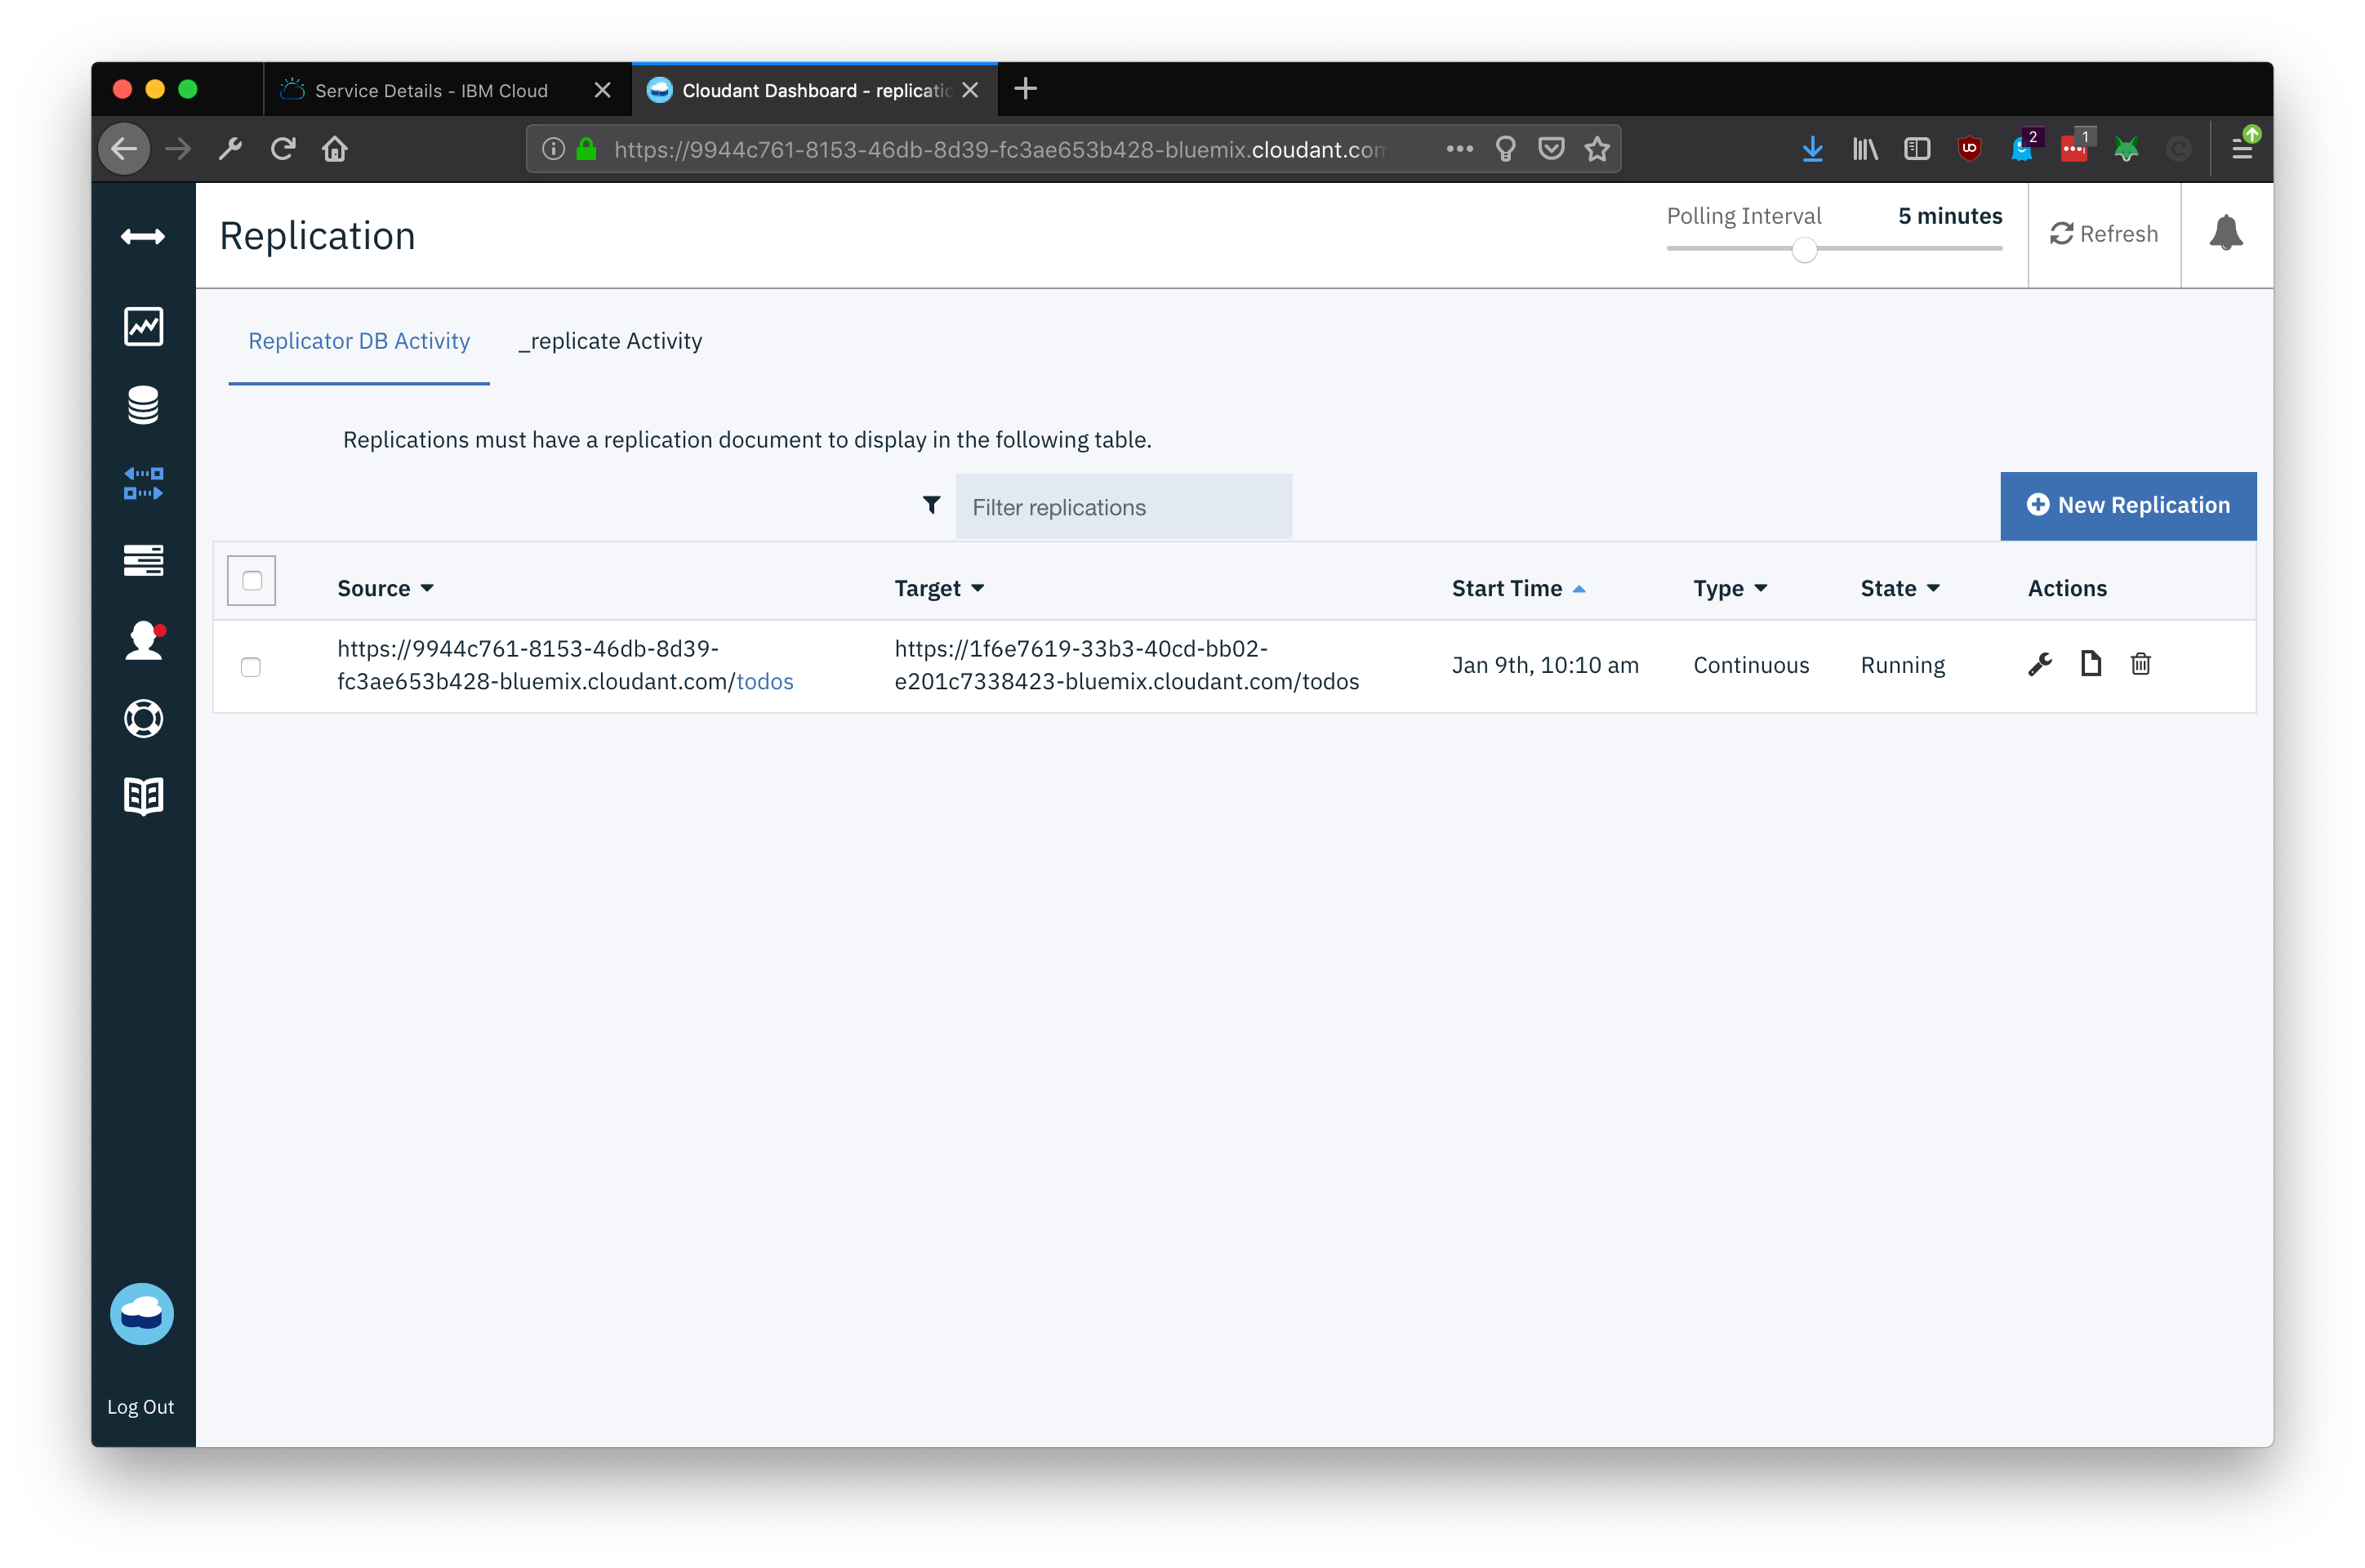 Service Details - IBM Cloud
Cloudant Dashboard - replicatio
https://9944c761-8153-46db-8d39-fc3ae653b428-bluemix.cloudant.com
2
1
Replication
Polling Interval
5 minutes
Refresh
Replicator DB Activity
_replicate Activity
Replications must have a replication document to display in the following table.
Filter replications
New Replication
Source
Target
Start Time
Type
State
Actions
https://9944c761-8153-46db-8d39-
fc3ae653b428-bluemix.cloudant.com/todos
https://1f6e7619-33b3-40cd-bb02-
e201c7338423-bluemix.cloudant.com/todos
Jan 9th, 10:10 am
Continuous
Running
Log Out